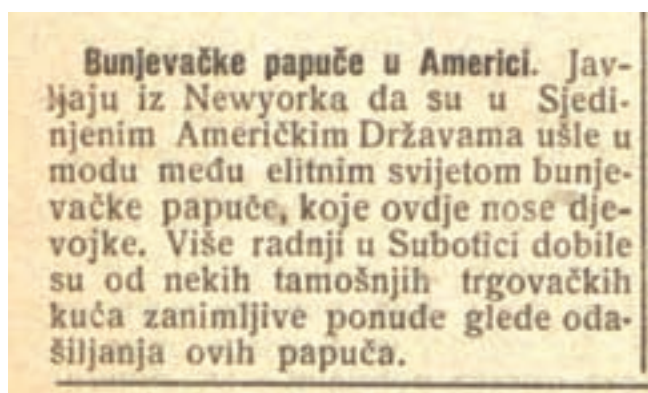 Bunjevačke papuče u Americi. Jav-
ljaju iz Newyorka da su u Sjedi-
njenim Američkim Državama ušle u
modu među elitnim svijetom bunje-
vačke papuče, koje ovdje nose dje-
vojke. Više radnji u Subotici dobile
su od nekih tamošnjih trgovačkih
kuća zanimljive ponude glede oda-
šiljanja ovih papuča.